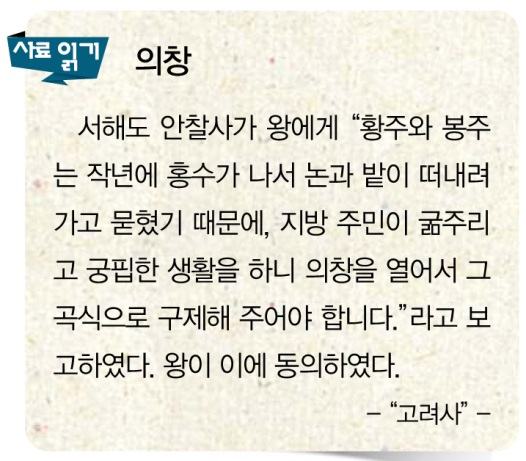 사료 읽기
의창
서해도 안찰사가 왕에게 “황주와 봉주
는 작년에 홍수가 나서 논과 밭이 떠내려
가고 묻혔기 때문에, 지방 주민이 굶주리
고 궁핍한 생활을 하니 의창을 열어서 그
곡식으로 구제해 주어야 합니다.”라고 보
고하였다. 왕이 이에 동의하였다.
– “고려사” –